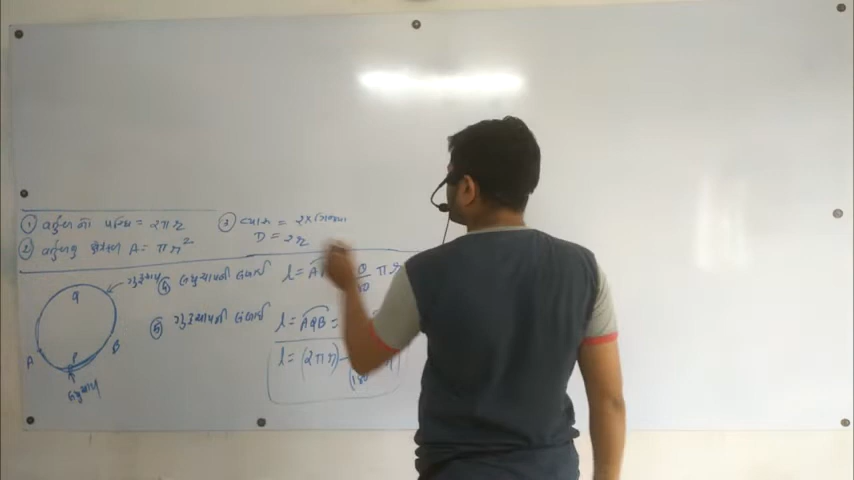 ① વર્તુળનો પરિઘ = 2πr
② વર્તુળનું ક્ષેત્રફળ A = πr²
③ વ્યાસ = 2 × ત્રિજ્યા
D = 2r
ગુરુચાપ
④ લઘુચાપની લંબાઈ l =
πr
⑤ ગુરુચાપની લંબાઈ
l = AQB =
l = (2πr) -
Q
A
P
B
લઘુચાપ